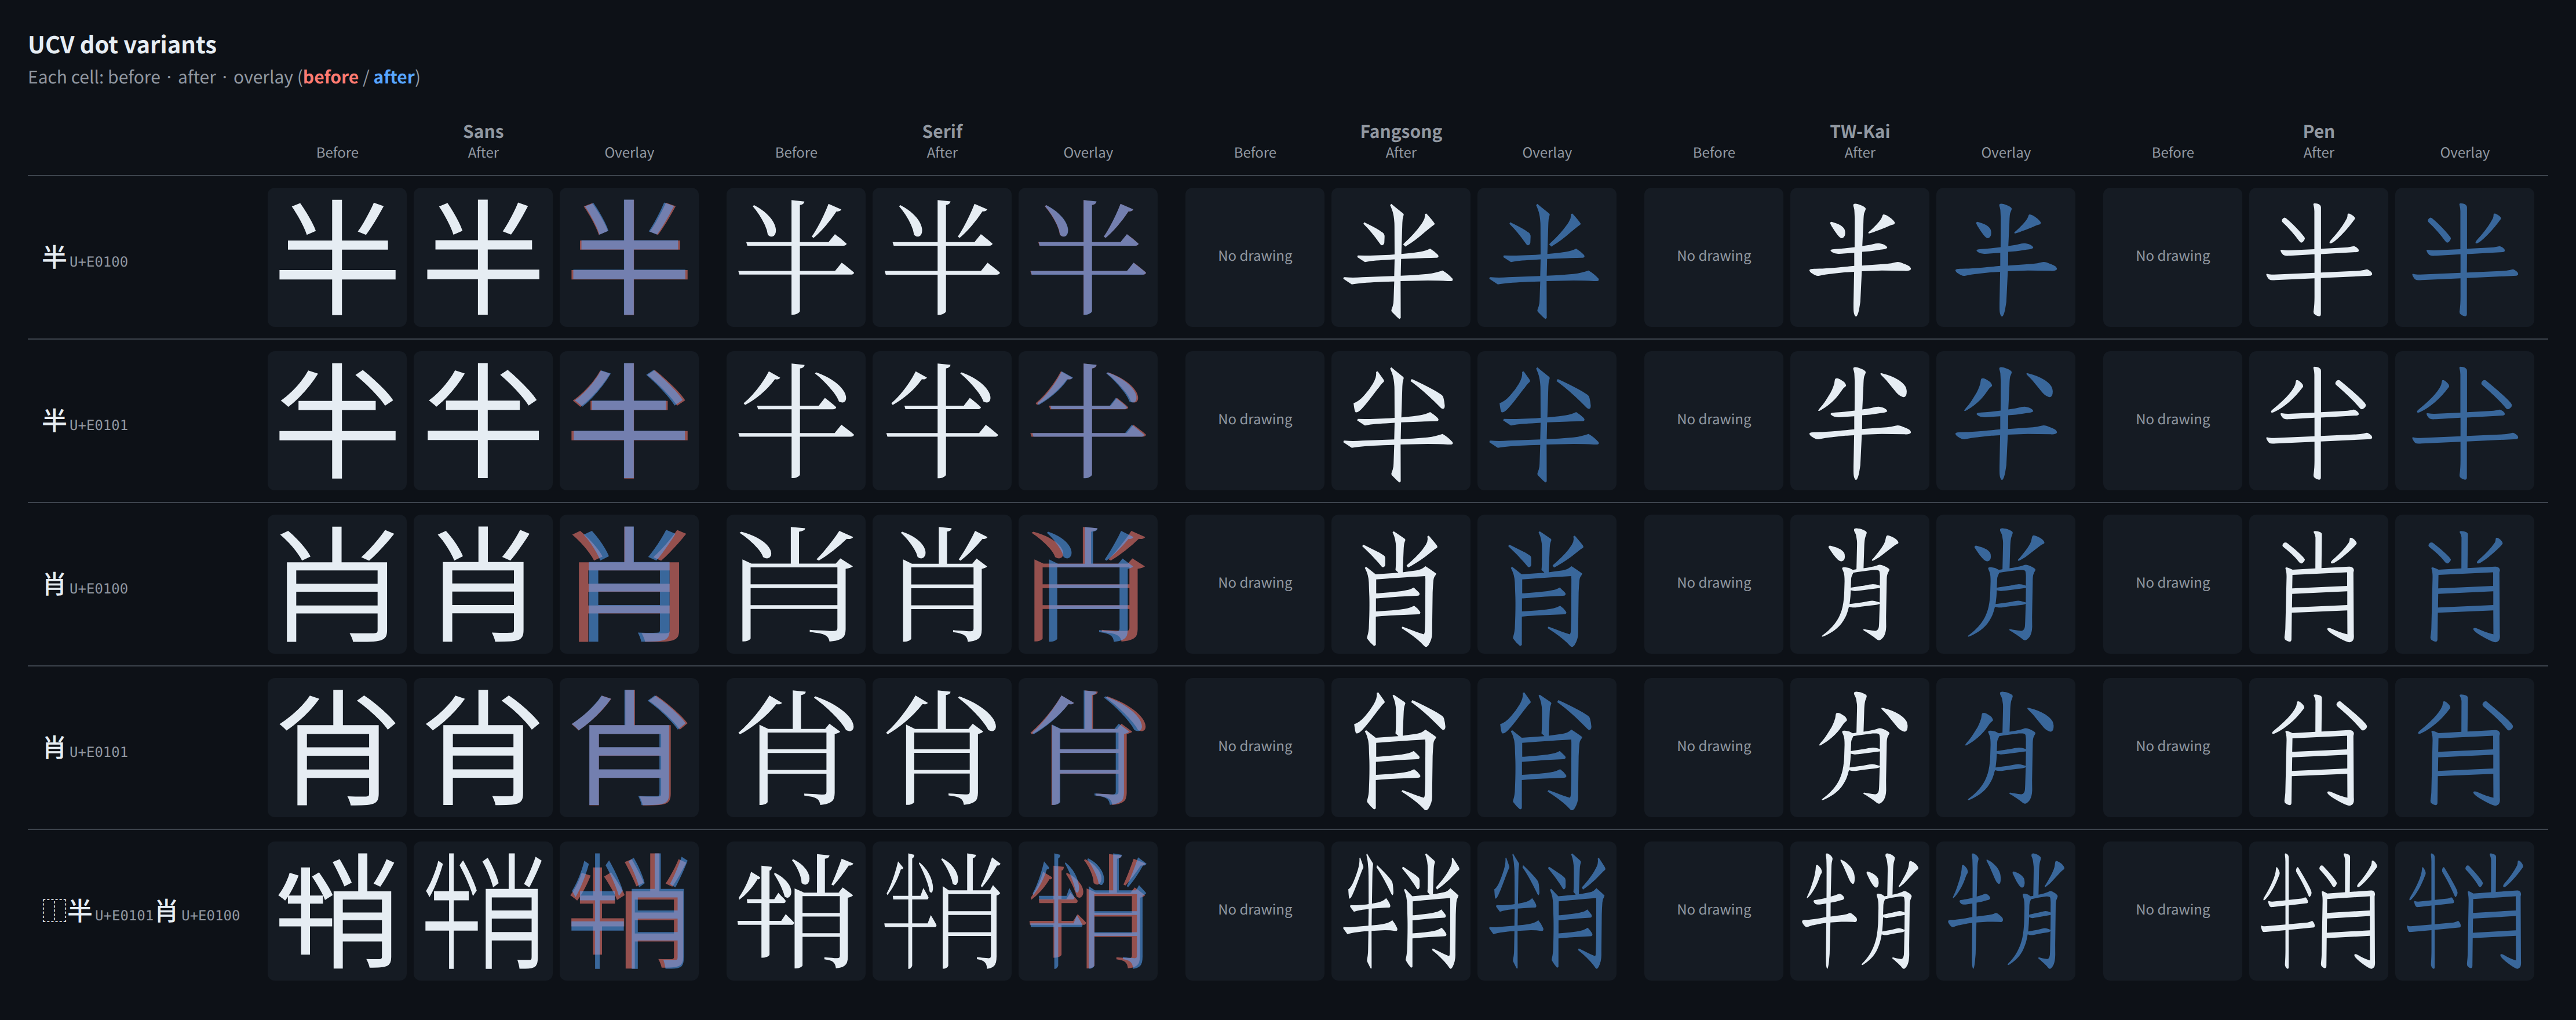 UCV dot variants
Each cell: before · after · overlay (before / after)
Sans Serif Fangsong TW-Kai Pen
Before After Overlay Before After Overlay Before After Overlay Before After Overlay Before After Overlay
半 U+E0100 半 半 半 半 半 半 No drawing 半 半 No drawing 半 半 No drawing 半 半
半 U+E0101 半 半 半 半 半 半 No drawing 半 半 No drawing 半 半 No drawing 半 半
肖 U+E0100 肖 肖 肖 肖 肖 肖 No drawing 肖 肖 No drawing 肖 肖 No drawing 肖 肖
肖 U+E0101 肖 肖 肖 肖 肖 肖 No drawing 肖 肖 No drawing 肖 肖 No drawing 肖 肖
⿰半 U+E0101 肖 U+E0100 No drawing No drawing No drawing